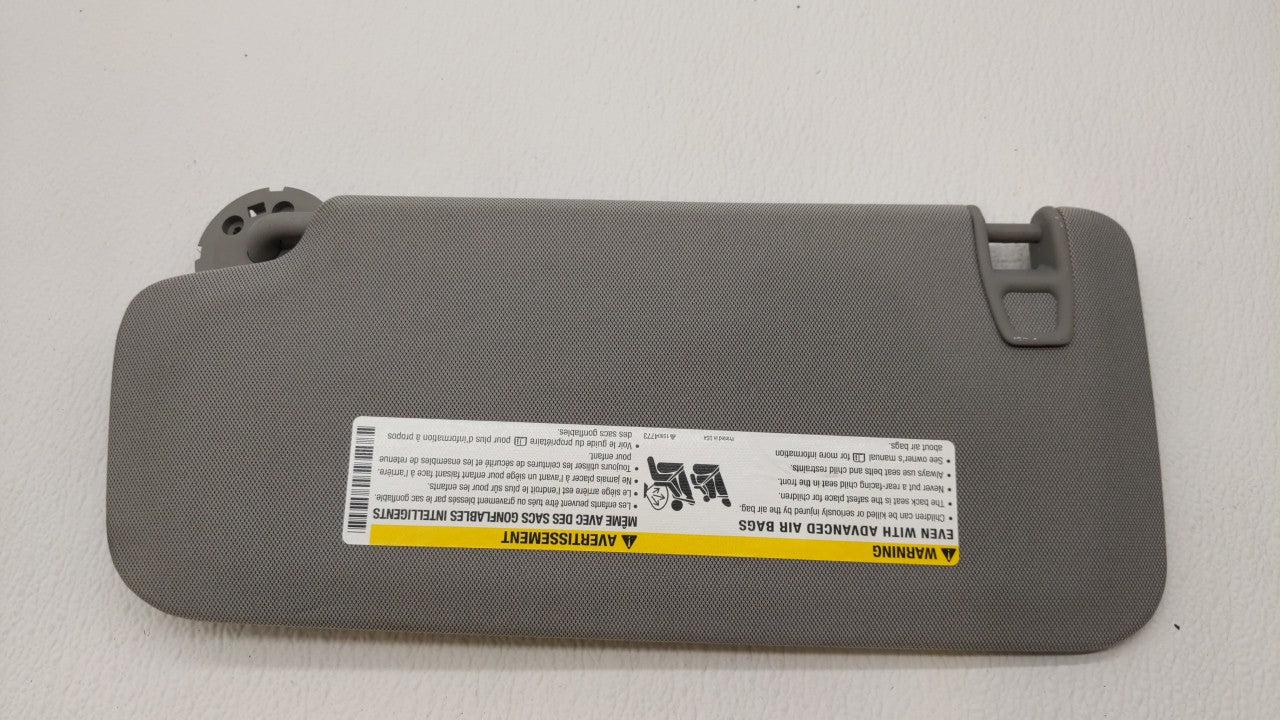 WARNING
EVEN WITH ADVANCED AIR BAGS
• Children can be killed or seriously injured by the air bag.
• The back seat is the safest place for children.
• Never put a rear-facing child seat in the front.
• Always use seat belts and child restraints.
• See owner's manual for more information
about air bags.
Printed in USA
15904773
AVERTISSEMENT
MÊME AVEC DES SACS GONFLABLES INTELLIGENTS
• Les enfants peuvent être tués ou gravement blessés par le sac gonflable.
• Le siège arrière est l'endroit le plus sûr pour les enfants.
• Ne jamais placer à l'avant un siège pour enfant faisant face à l'arrière.
• Toujours utiliser les ceintures de sécurité et les ensembles de retenue
pour enfant.
• Voir le guide du propriétaire pour plus d'information à propos
des sacs gonflables.